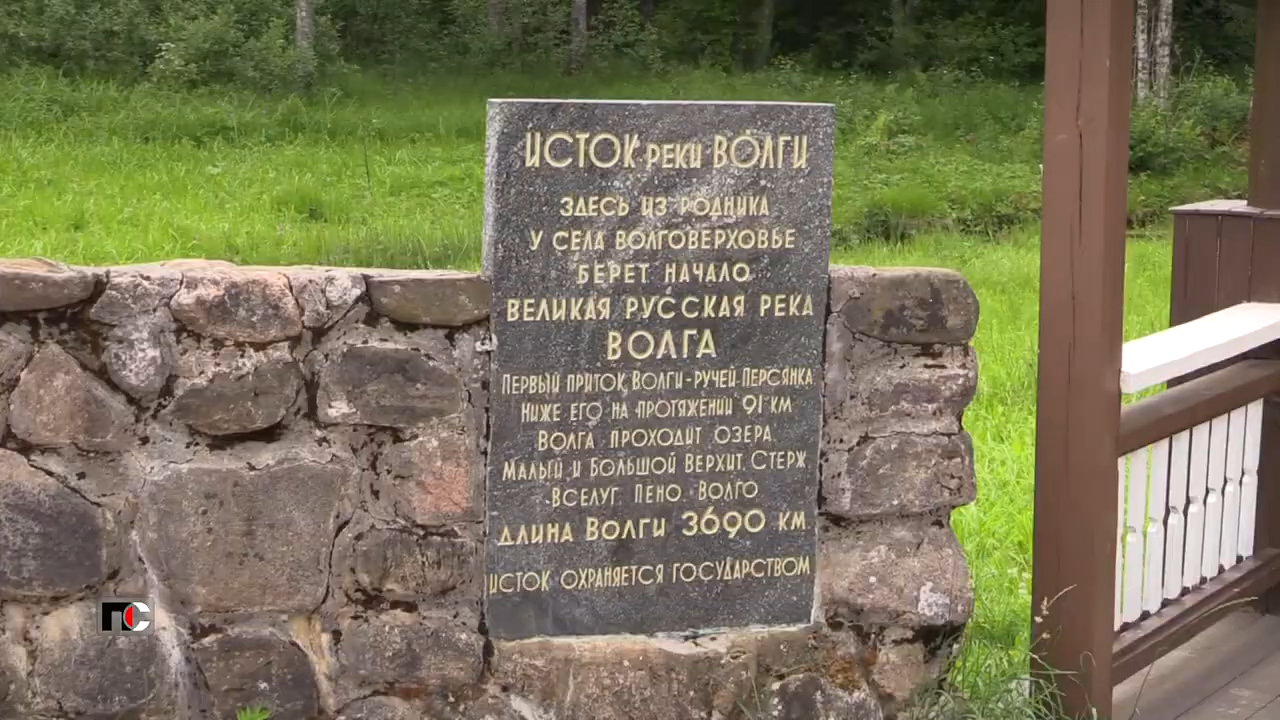 ИСТОК РЕКИ ВОЛГИ
ЗДЕСЬ ИЗ РОДНИКА
У СЕЛА ВОЛГОВЕРХОВЬЕ
БЕРЕТ НАЧАЛО
ВЕЛИКАЯ РУССКАЯ РЕКА
ВОЛГА
ПЕРВЫЙ ПРИТОК ВОЛГИ - РУЧЕЙ ПЕРСЯНКА
НИЖЕ ЕГО НА ПРОТЯЖЕНИИ 91 КМ
ВОЛГА ПРОХОДИТ ОЗЕРА
МАЛЫЙ И БОЛЬШОЙ ВЕРХИТ, СТЕРЖ,
ВСЕЛУГ, ПЕНО, ВОЛГО
ДЛИНА ВОЛГИ 3690 КМ.
ИСТОК ОХРАНЯЕТСЯ ГОСУДАРСТВОМ
ПС